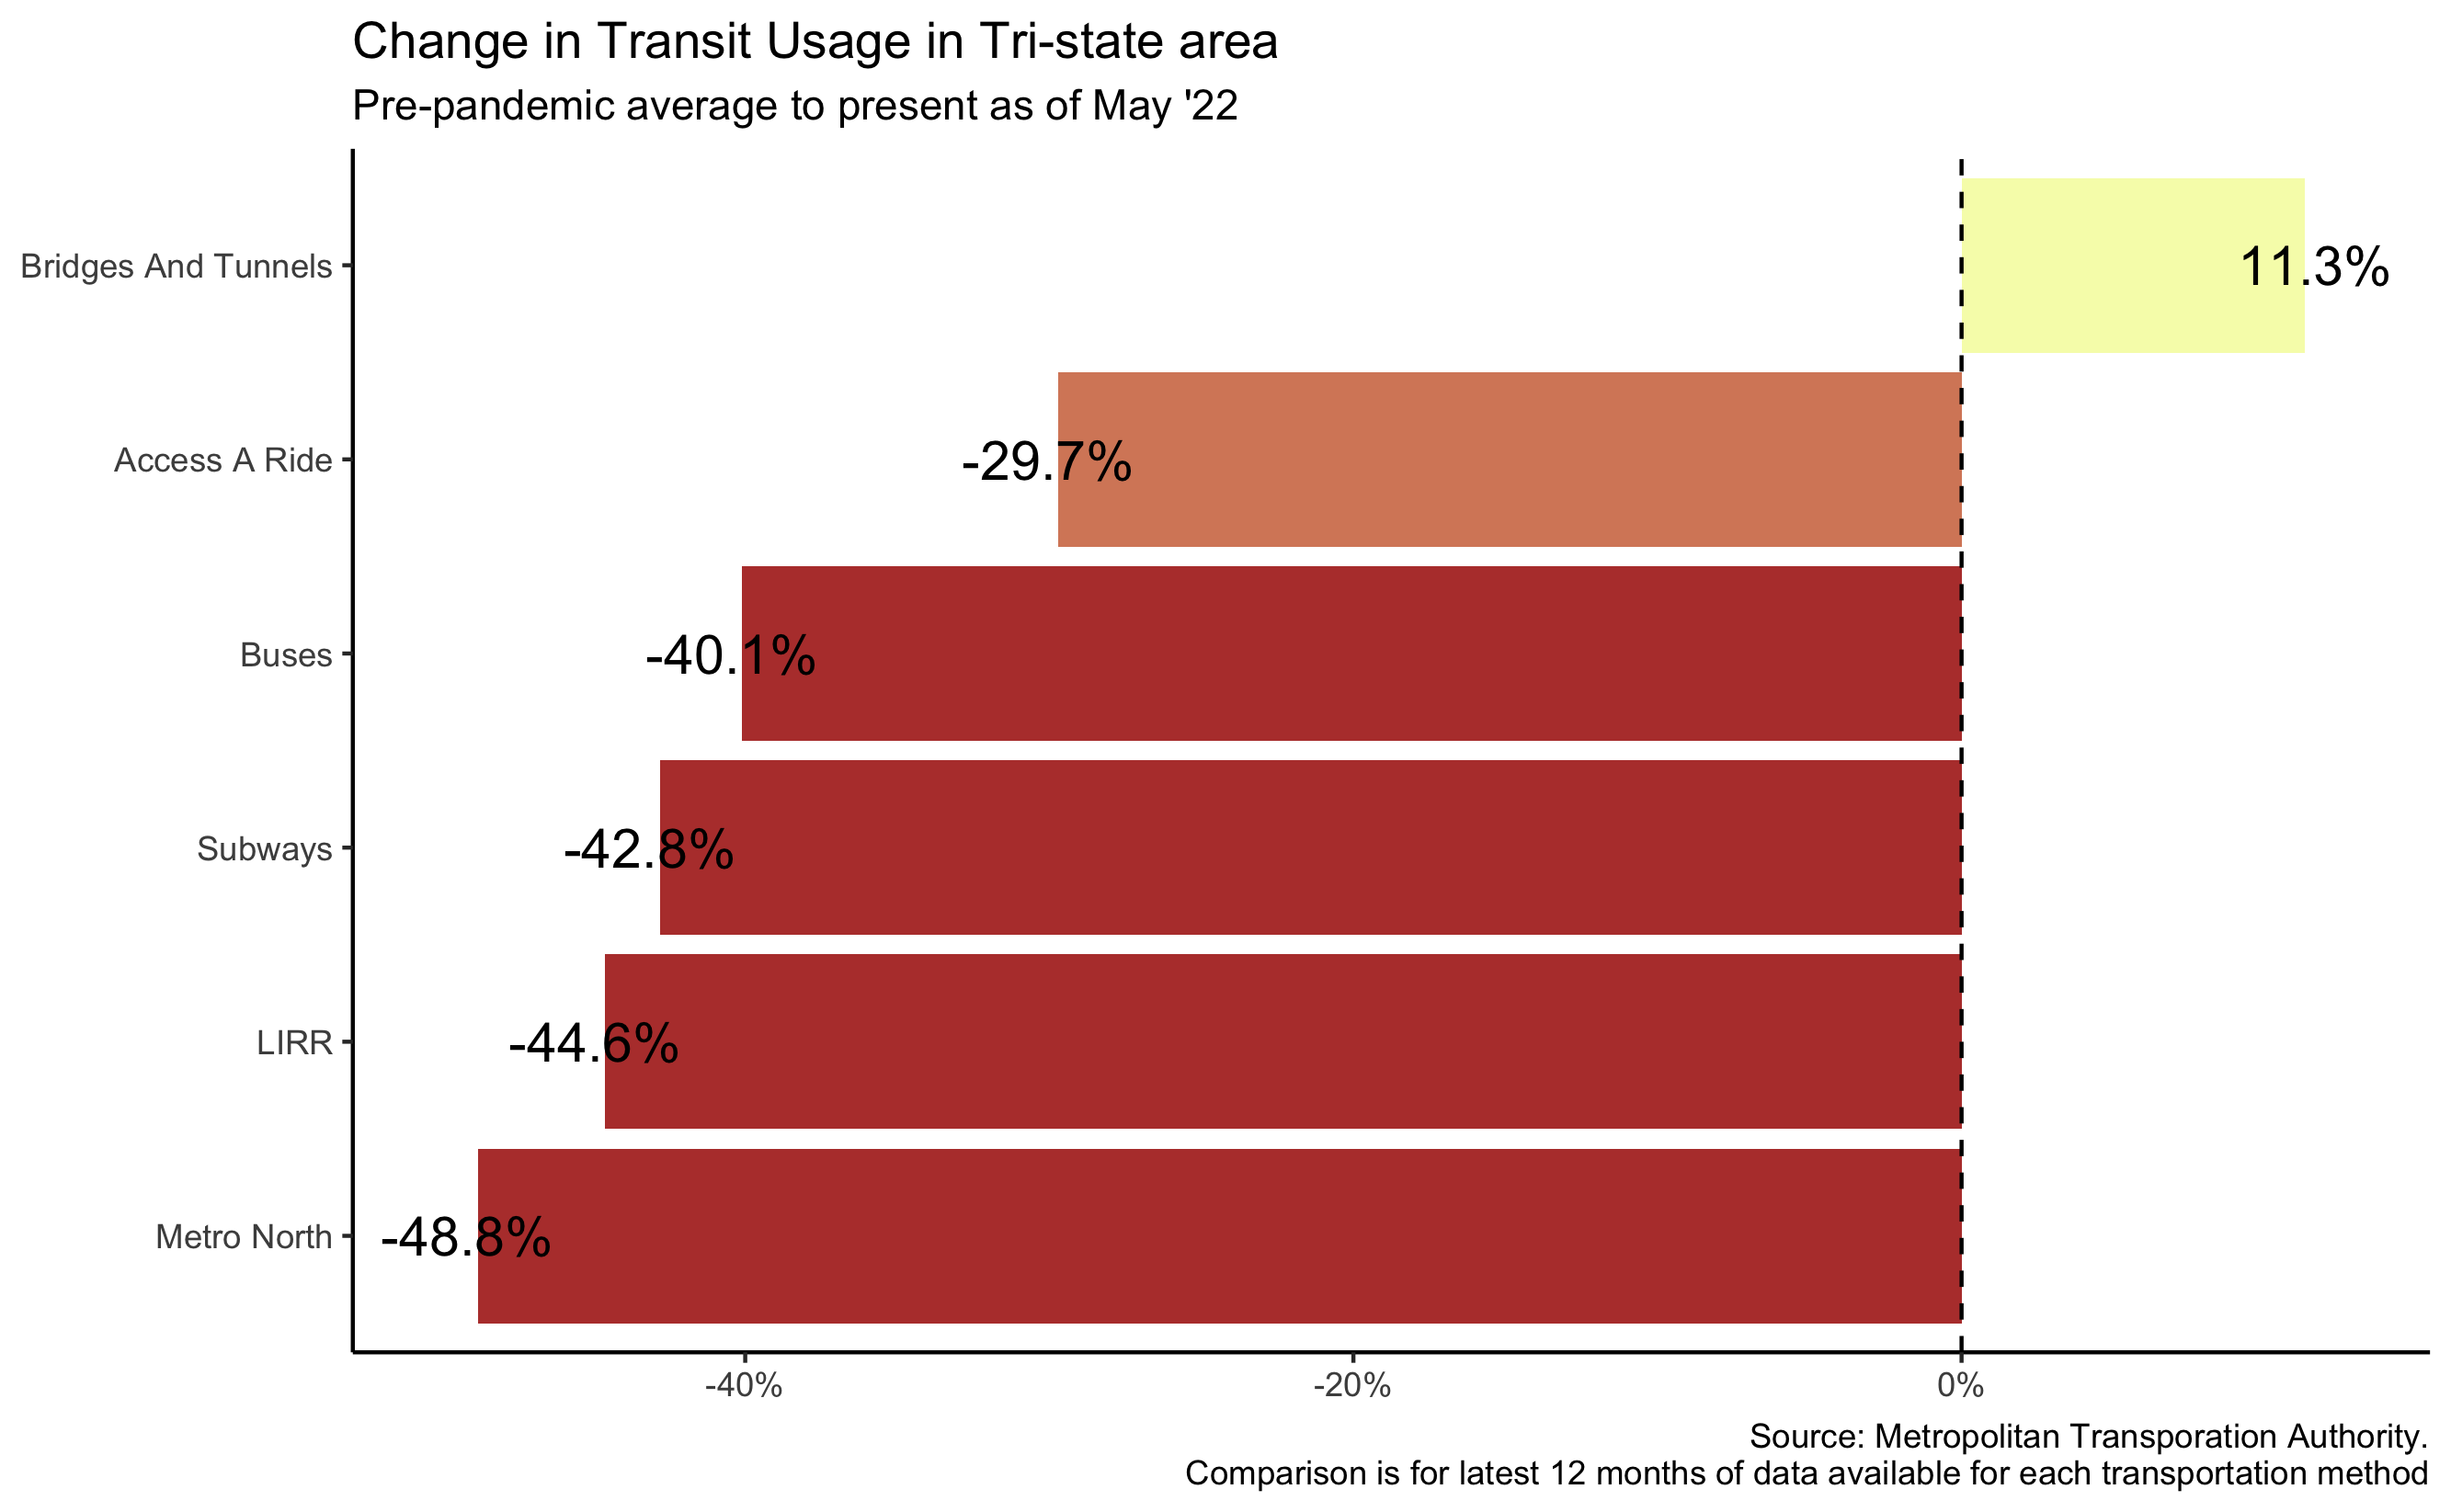 Change in Transit Usage in Tri-state area
Pre-pandemic average to present as of May '22
Bridges And Tunnels
11.3%
Access A Ride
-29.7%
Buses
-40.1%
Subways
-42.8%
LIRR
-44.6%
Metro North
-48.8%
-40%
-20%
0%
Source: Metropolitan Transporation Authority.
Comparison is for latest 12 months of data available for each transportation method